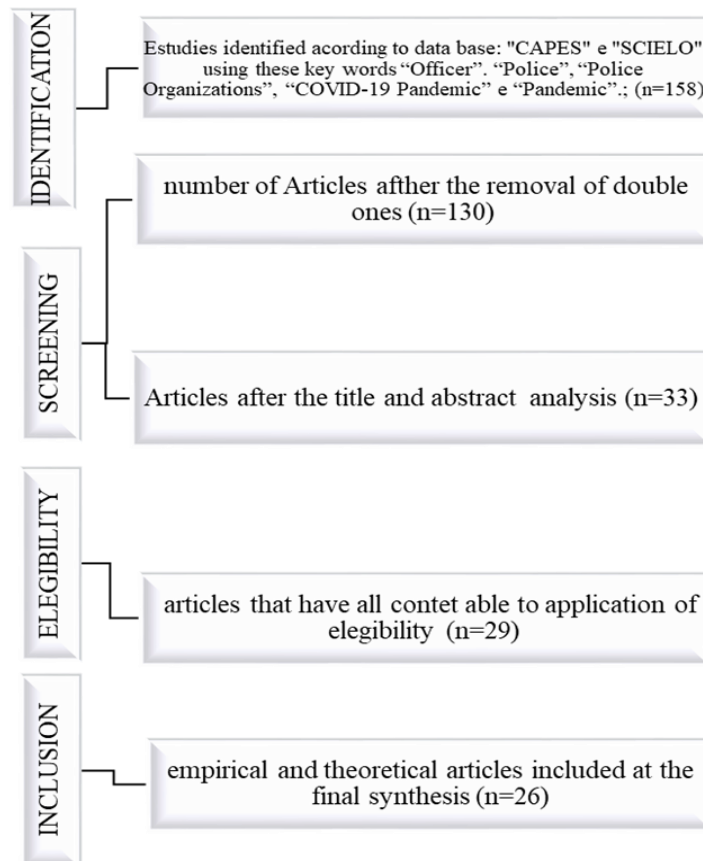 IDENTIFICATION
Estudies identified acording to data base: "CAPES" e "SCIELO"
using these key words “Officer”. “Police”, “Police
Organizations”, “COVID-19 Pandemic” e “Pandemic”.; (n=158)
SCREENING
number of Articles afther the removal of double
ones (n=130)
Articles after the title and abstract analysis (n=33)
ELEGIBILITY
articles that have all contet able to application of
elegibility (n=29)
INCLUSION
empirical and theoretical articles included at the
final synthesis (n=26)